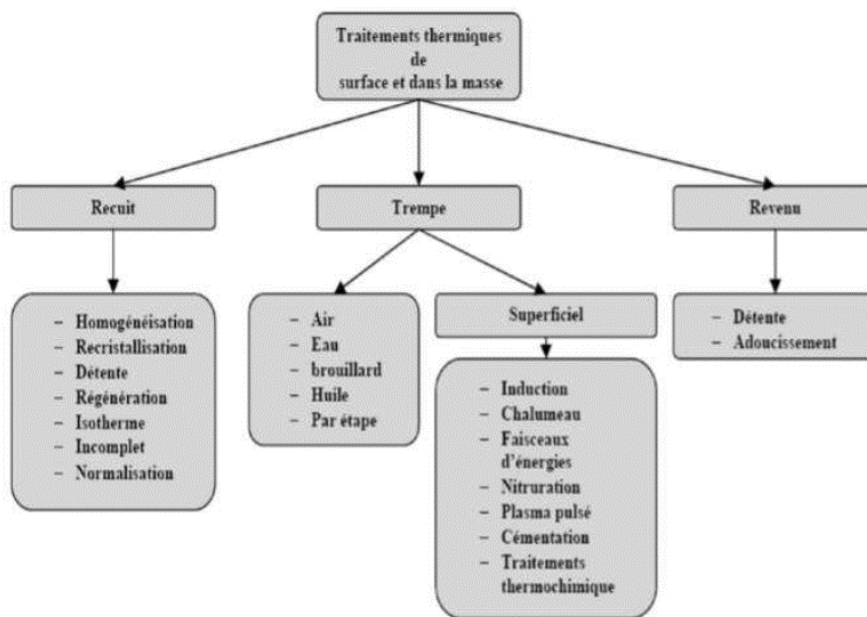 Traitements thermiques
de
surface et dans la masse
Recuit
Trempe
Revenu
– Homogénéisation
– Recristallisation
– Détente
– Régénération
– Isotherme
– Incomplet
– Normalisation
– Air
– Eau
– brouillard
– Huile
– Par étape
Superficiel
– Induction
– Chalumeau
– Faisceaux
d'énergies
– Nitruration
– Plasma pulsé
– Cémentation
– Traitements
thermochimique
– Détente
– Adoucissement